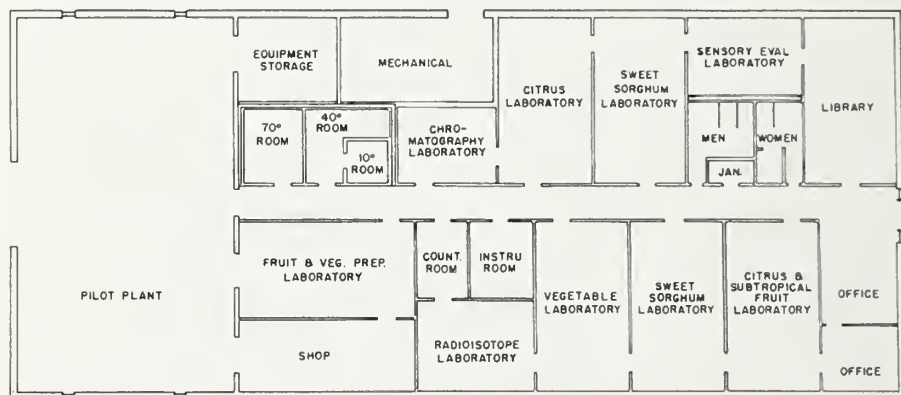 EQUIPMENT
STORAGE
MECHANICAL
CITRUS
LABORATORY
SWEET
SORGHUM
LABORATORY
SENSORY EVAL
LABORATORY
LIBRARY
70° ROOM
40° ROOM
10° ROOM
CHRO-
MATOGRAPHY
LABORATORY
MEN
WOMEN
JAN.
PILOT PLANT
FRUIT & VEG. PREP.
LABORATORY
COUNT.
ROOM
INSTRU
ROOM
VEGETABLE
LABORATORY
SWEET
SORGHUM
LABORATORY
CITRUS &
SUBTROPICAL
FRUIT
LABORATORY
OFFICE
SHOP
RADIOISOTOPE
LABORATORY
OFFICE